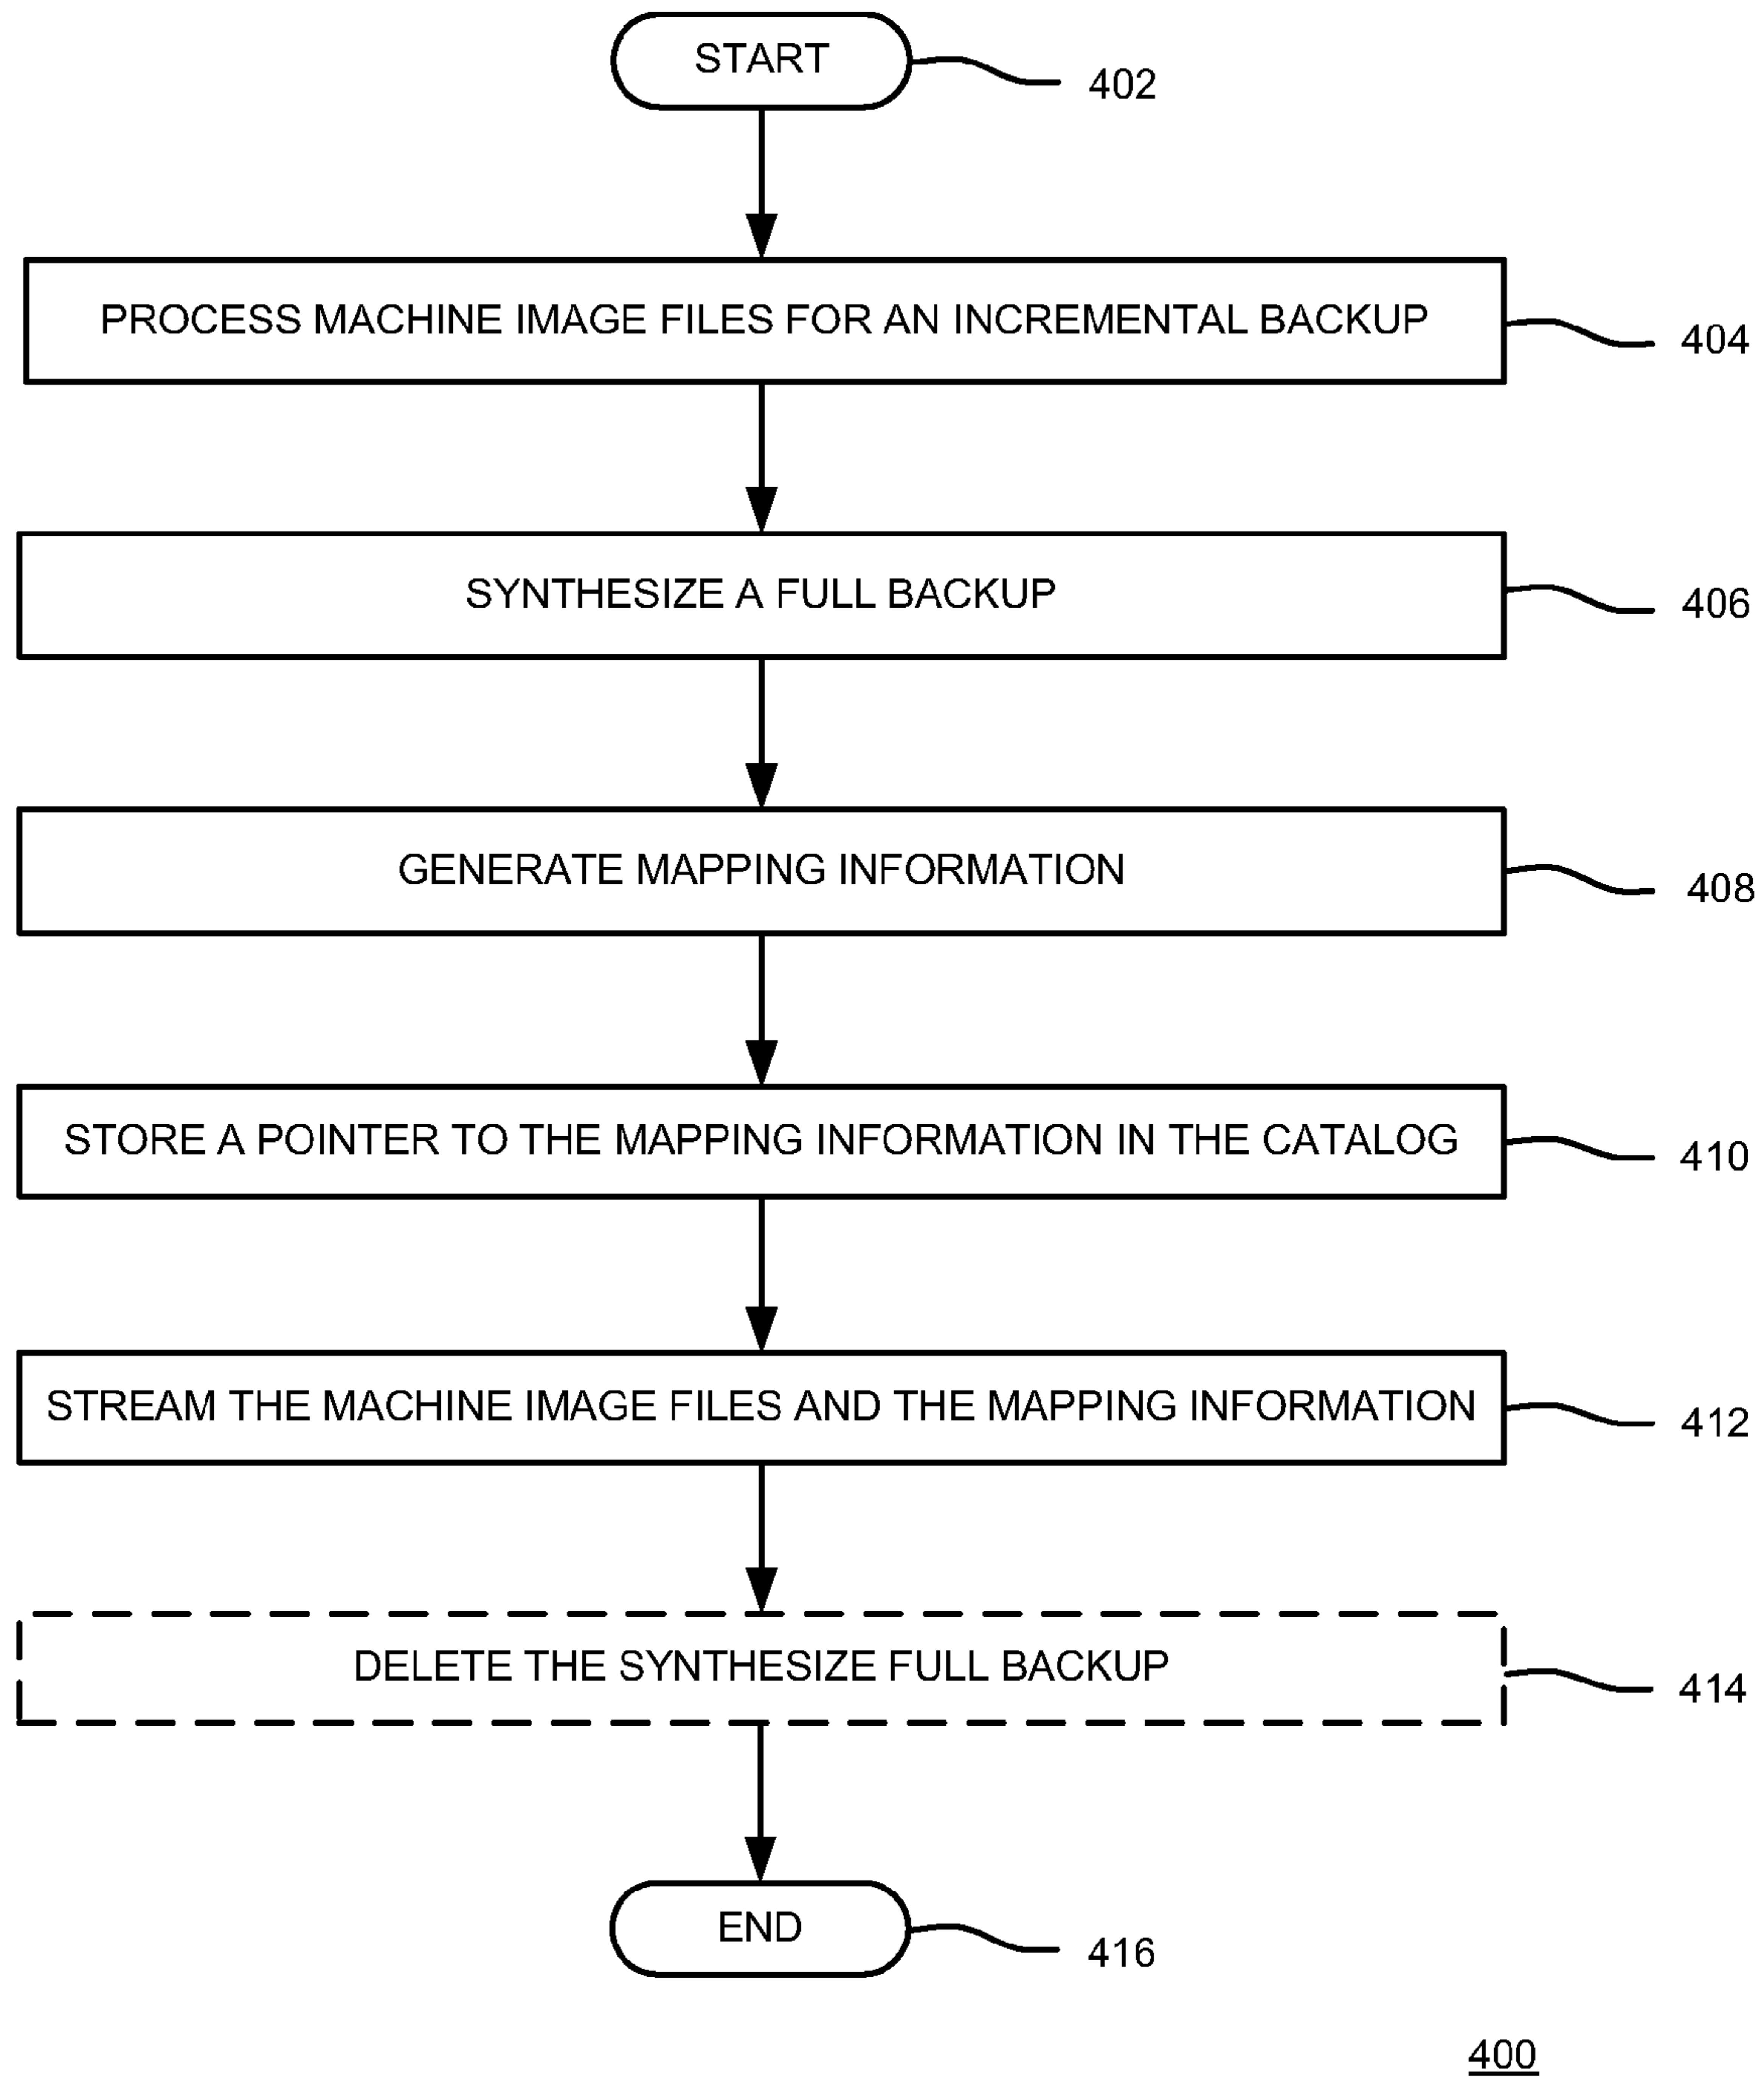 START
402
PROCESS MACHINE IMAGE FILES FOR AN INCREMENTAL BACKUP
404
SYNTHESIZE A FULL BACKUP
406
GENERATE MAPPING INFORMATION
408
STORE A POINTER TO THE MAPPING INFORMATION IN THE CATALOG
410
STREAM THE MACHINE IMAGE FILES AND THE MAPPING INFORMATION
412
DELETE THE SYNTHESIZE FULL BACKUP
414
END
416
400